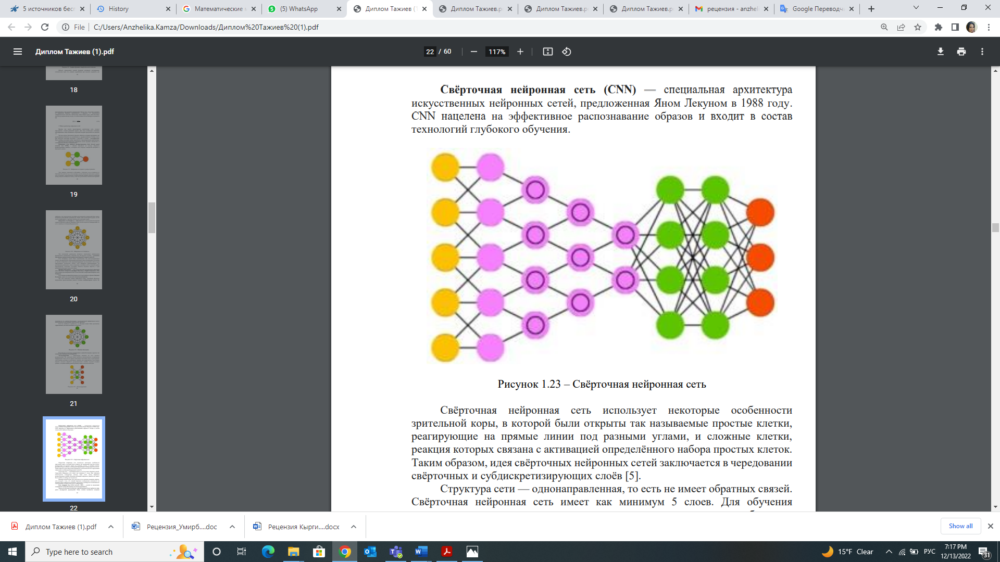 5 источников бесп
History
Математические
(5) WhatsApp
Диплом Тажиев (1
Диплом Тажиев.p
Диплом Тажиев.p
Диплом Тажиев.p
рецензия - anzhel
Google Переводч
File
C:/Users/Anzhelika.Kamza/Downloads/Диплом%20Тажиев%20(1).pdf
Диплом Тажиев (1).pdf
22 / 60
117%
18
19
20
21
22
Свёрточная нейронная сеть (CNN) — специальная архитектура
искусственных нейронных сетей, предложенная Яном Лекуном в 1988 году.
CNN нацелена на эффективное распознавание образов и входит в состав
технологий глубокого обучения.
Рисунок 1.23 – Свёрточная нейронная сеть
Свёрточная нейронная сеть использует некоторые особенности
зрительной коры, в которой были открыты так называемые простые клетки,
реагирующие на прямые линии под разными углами, и сложные клетки,
реакция которых связана с активацией определённого набора простых клеток.
Таким образом, идея свёрточных нейронных сетей заключается в чередовании
свёрточных и субдискретизирующих слоёв [5].
Структура сети — однонаправленная, то есть не имеет обратных связей.
Свёрточная нейронная сеть имеет как минимум 5 слоев. Для обучения
Диплом Тажиев (1).pdf
Рецензия_Умирб....doc
Рецензия Кырги....docx
Show all
Type here to search
15°F Clear
РУС
7:17 PM
12/13/2022
31